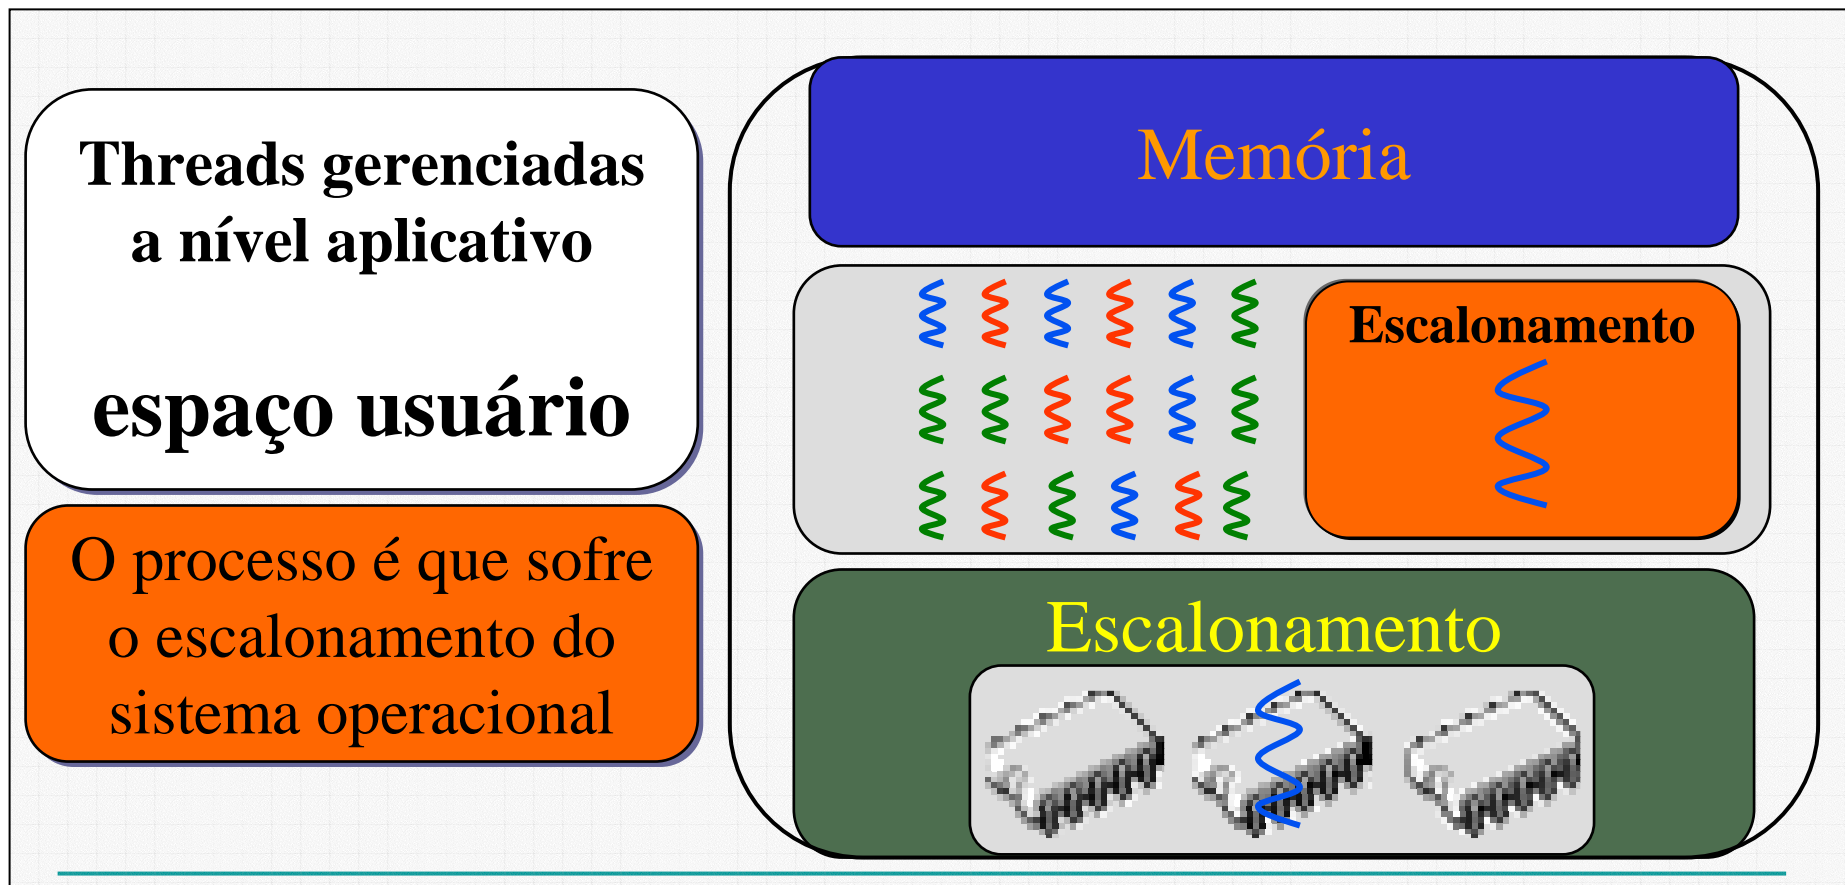 Threads gerenciadas
a nível aplicativo
espaço usuário
O processo é que sofre
o escalonamento do
sistema operacional
Memória
Escalonamento
Escalonamento